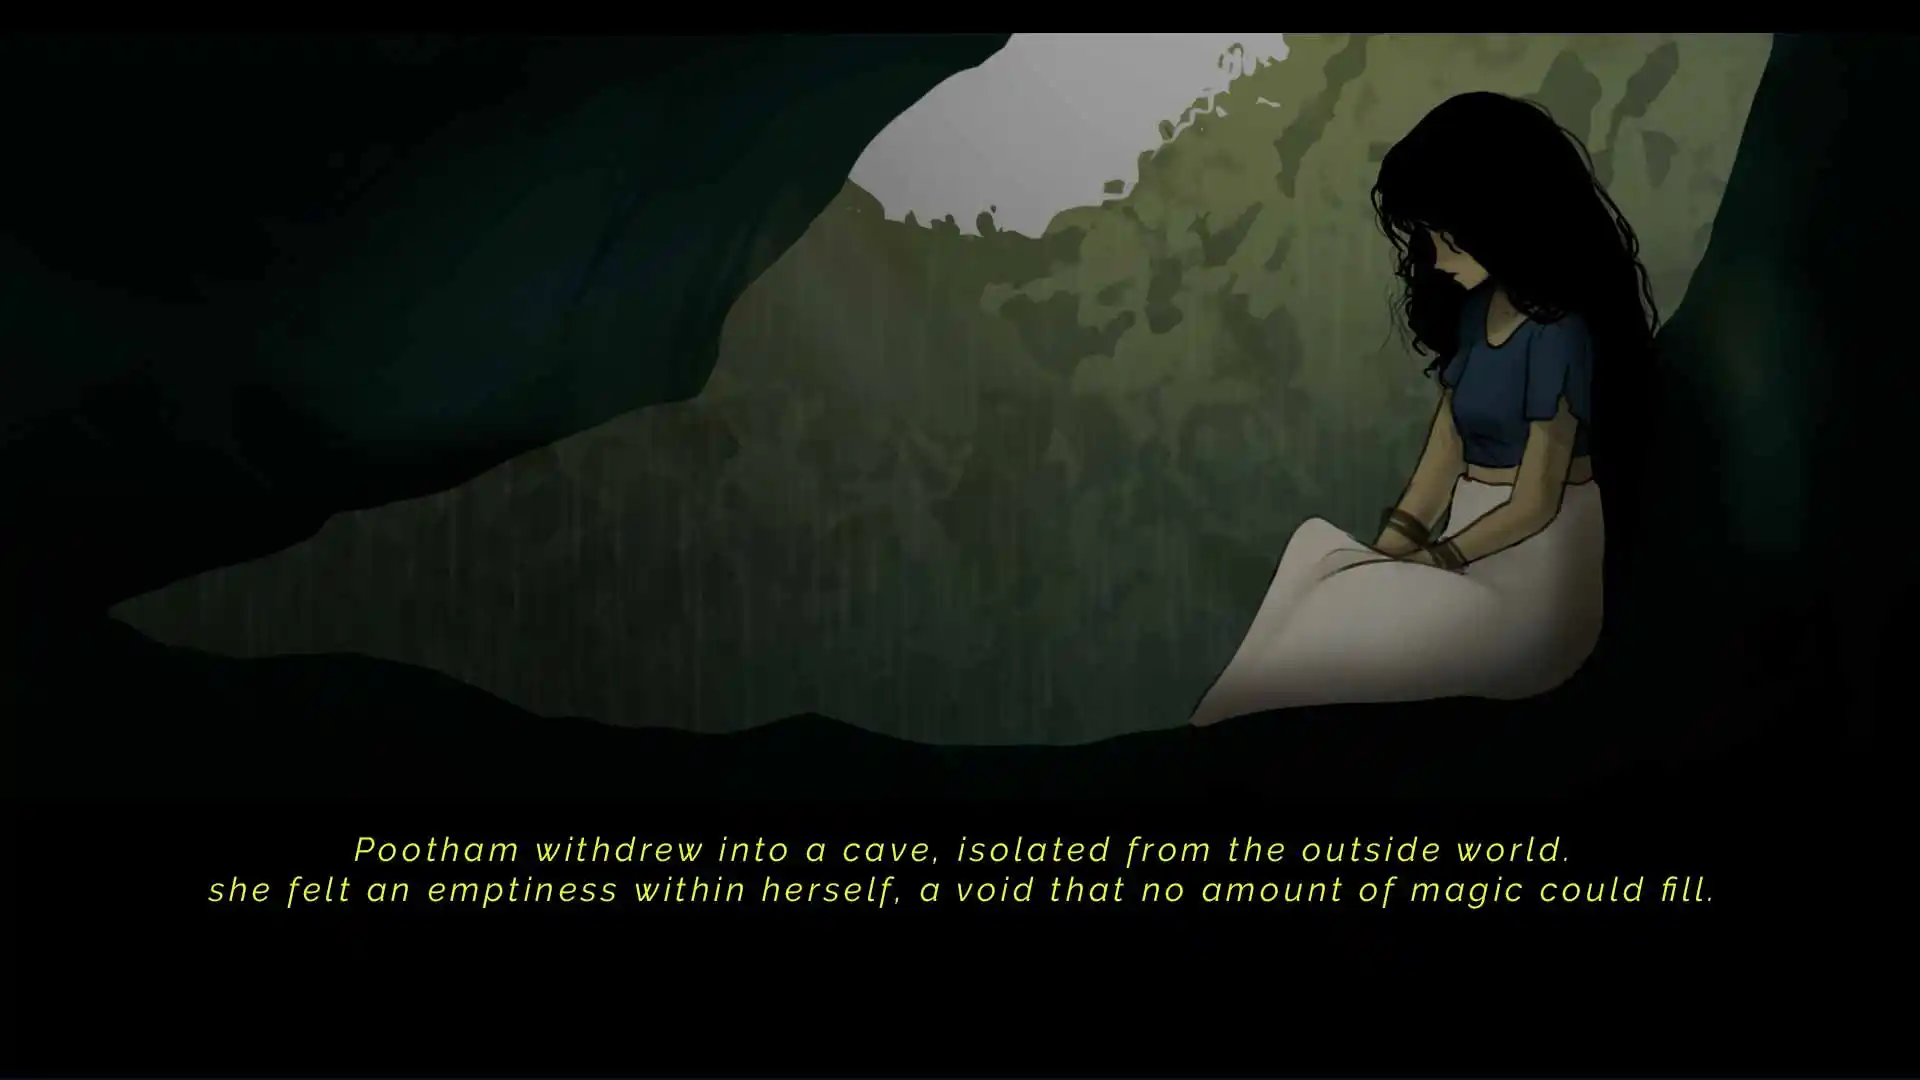 Pootham withdrew into a cave, isolated from the outside world.
she felt an emptiness within herself, a void that no amount of magic could fill.